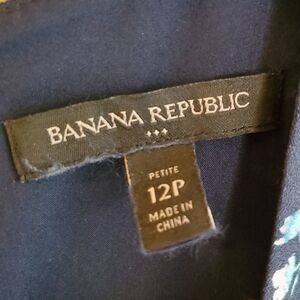 BANANA REPUBLIC
PETITE
12P
MADE IN
CHINA